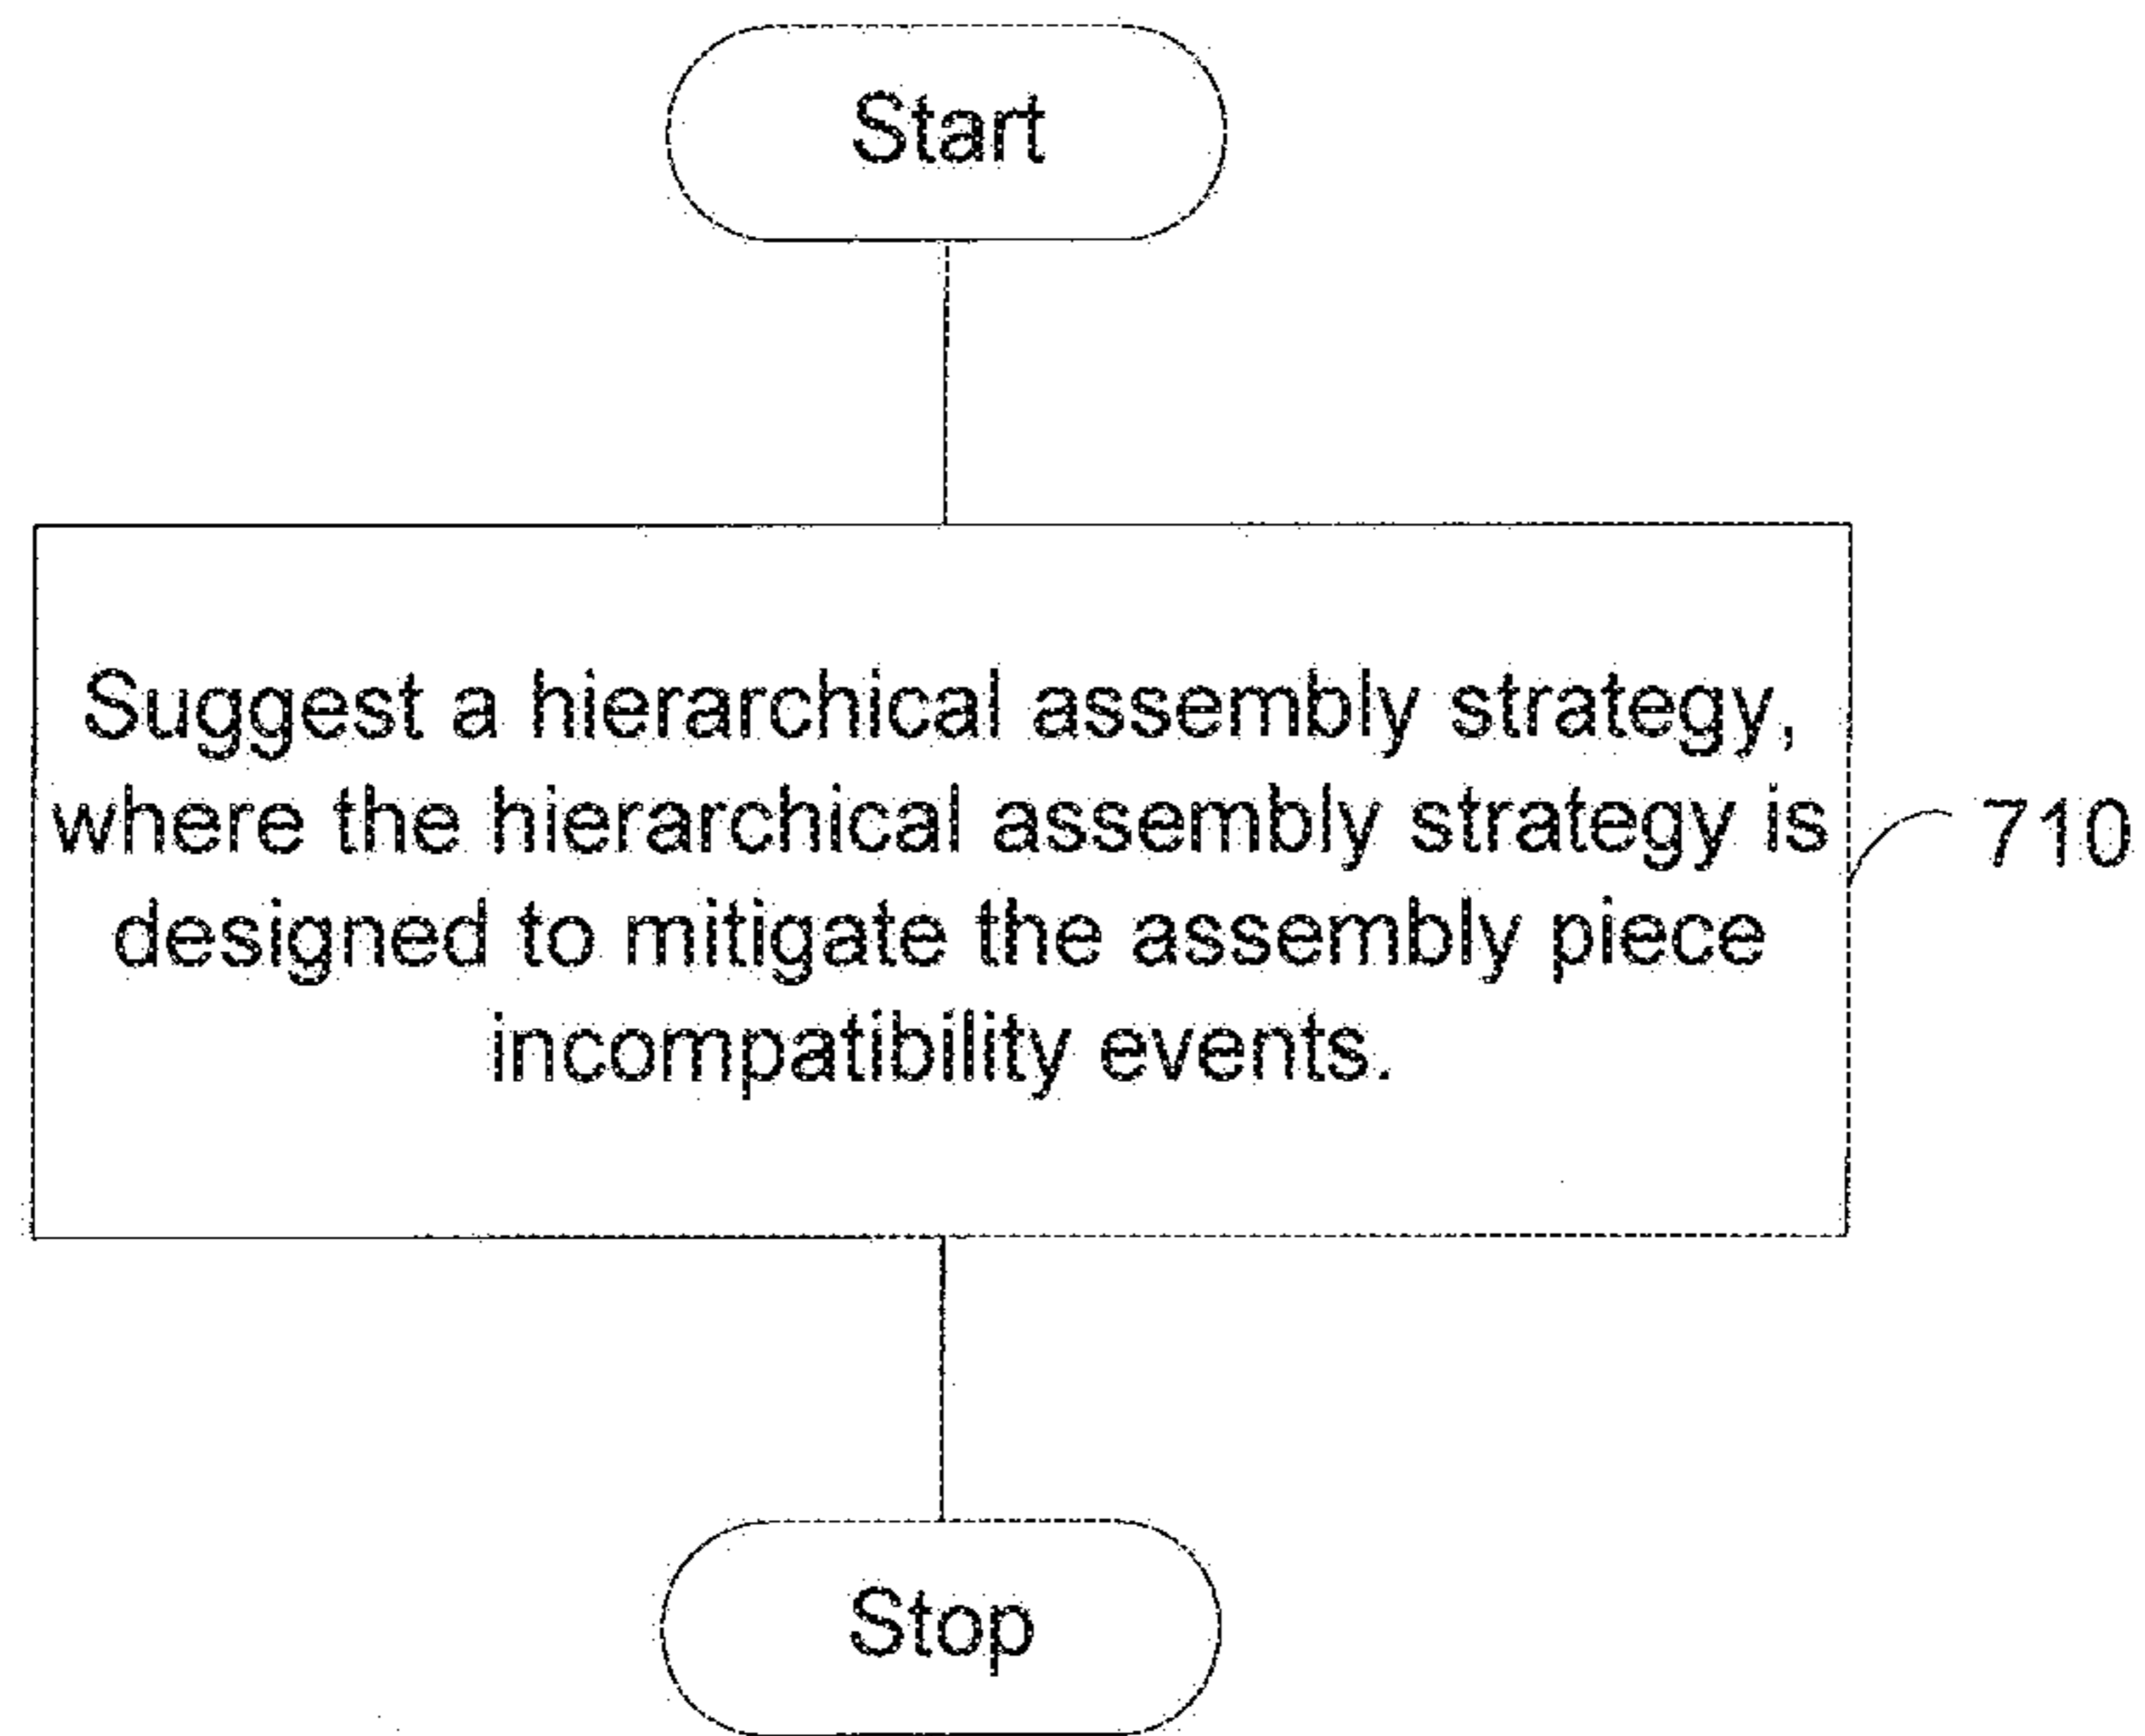 Start
Suggest a hierarchical assembly strategy,
where the hierarchical assembly strategy is
designed to mitigate the assembly piece
incompatibility events.
710
Stop